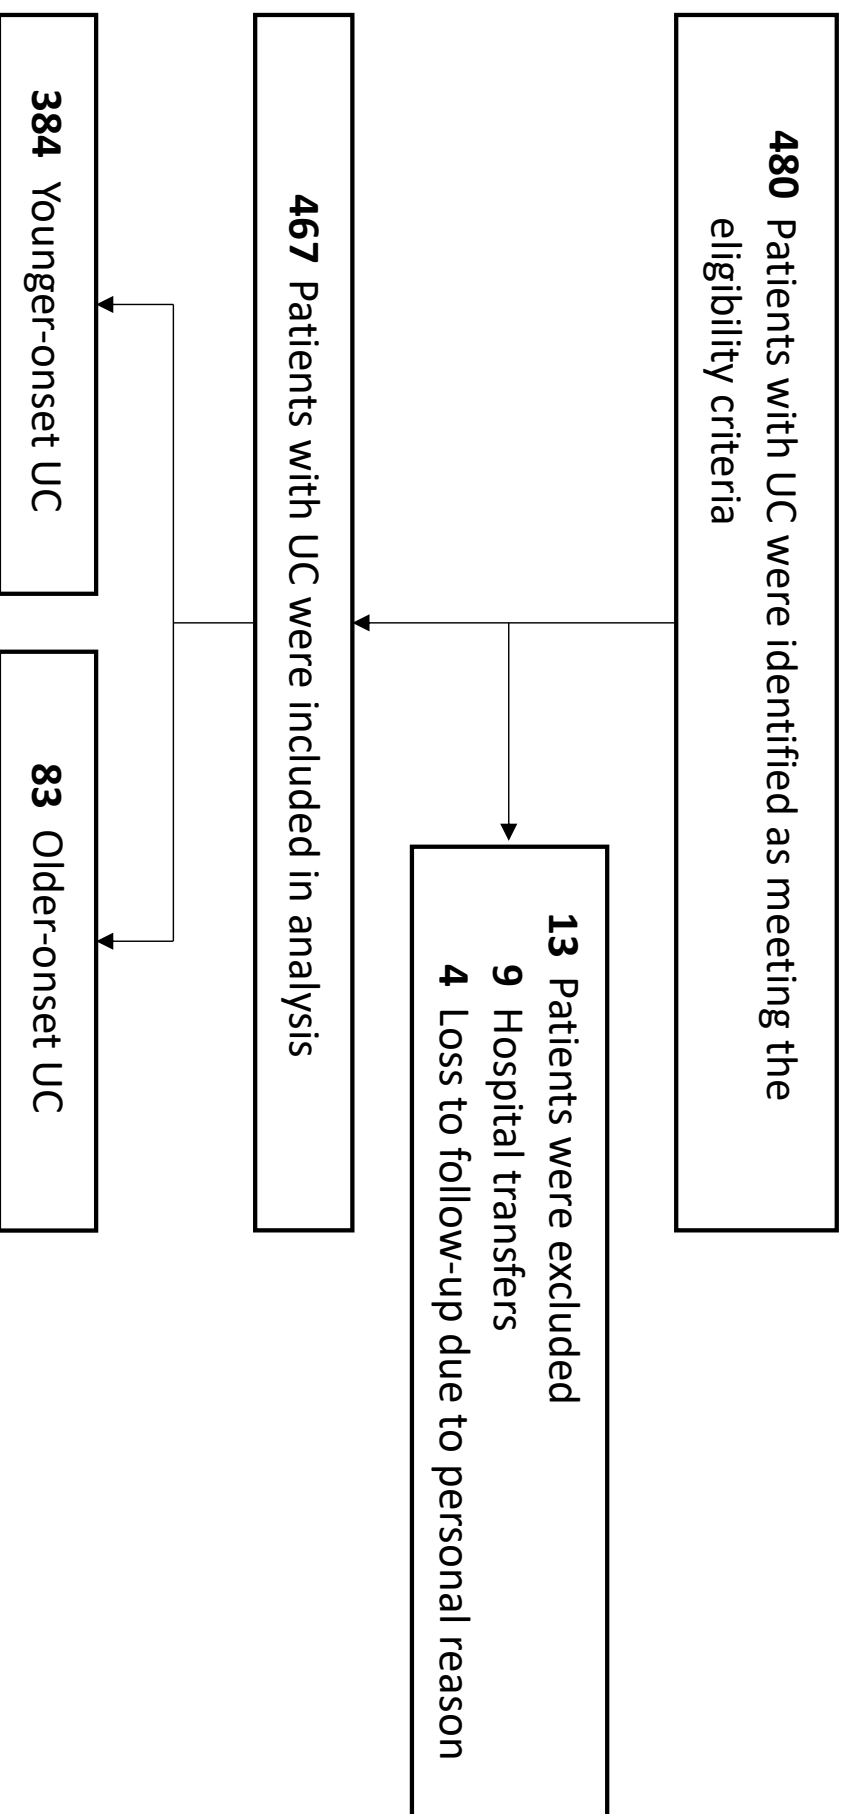 480 Patients with UC were identified as meeting the
eligibility criteria
13 Patients were excluded
9 Hospital transfers
4 Loss to follow-up due to personal reason
467 Patients with UC were included in analysis
384 Younger-onset UC
83 Older-onset UC